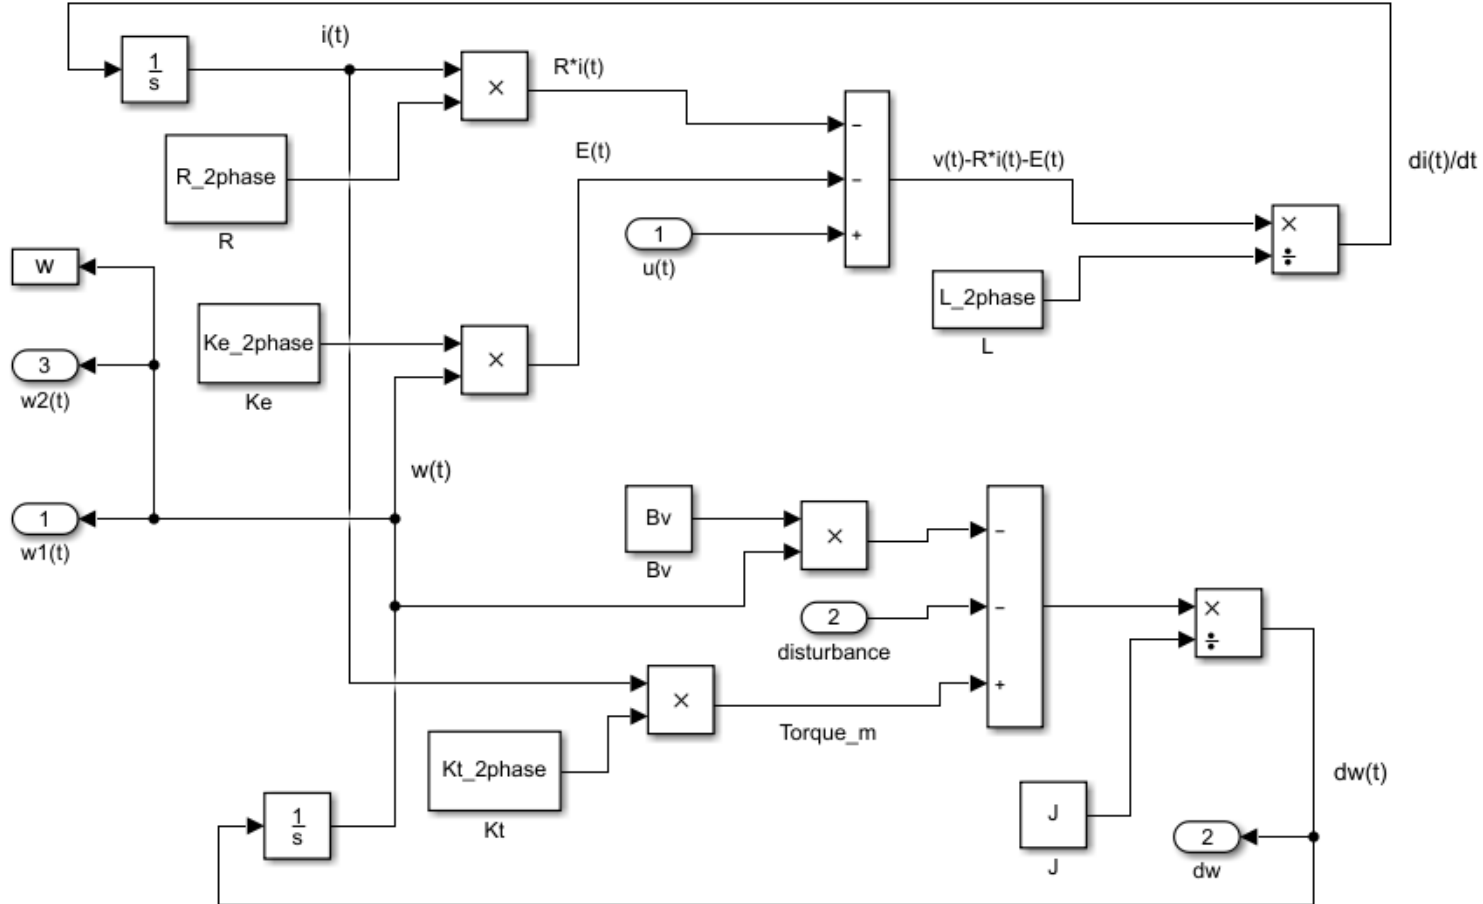 i(t)
1
s
×
R*i(t)
R_2phase
R
E(t)
−
−
+
v(t)-R*i(t)-E(t)
di(t)/dt
1
u(t)
×
÷
L_2phase
L
W
3
w2(t)
Ke_2phase
Ke
×
w(t)
1
w1(t)
Bv
Bv
×
−
−
+
2
disturbance
×
÷
×
Torque_m
Kt_2phase
Kt
1
s
J
J
dw(t)
2
dw